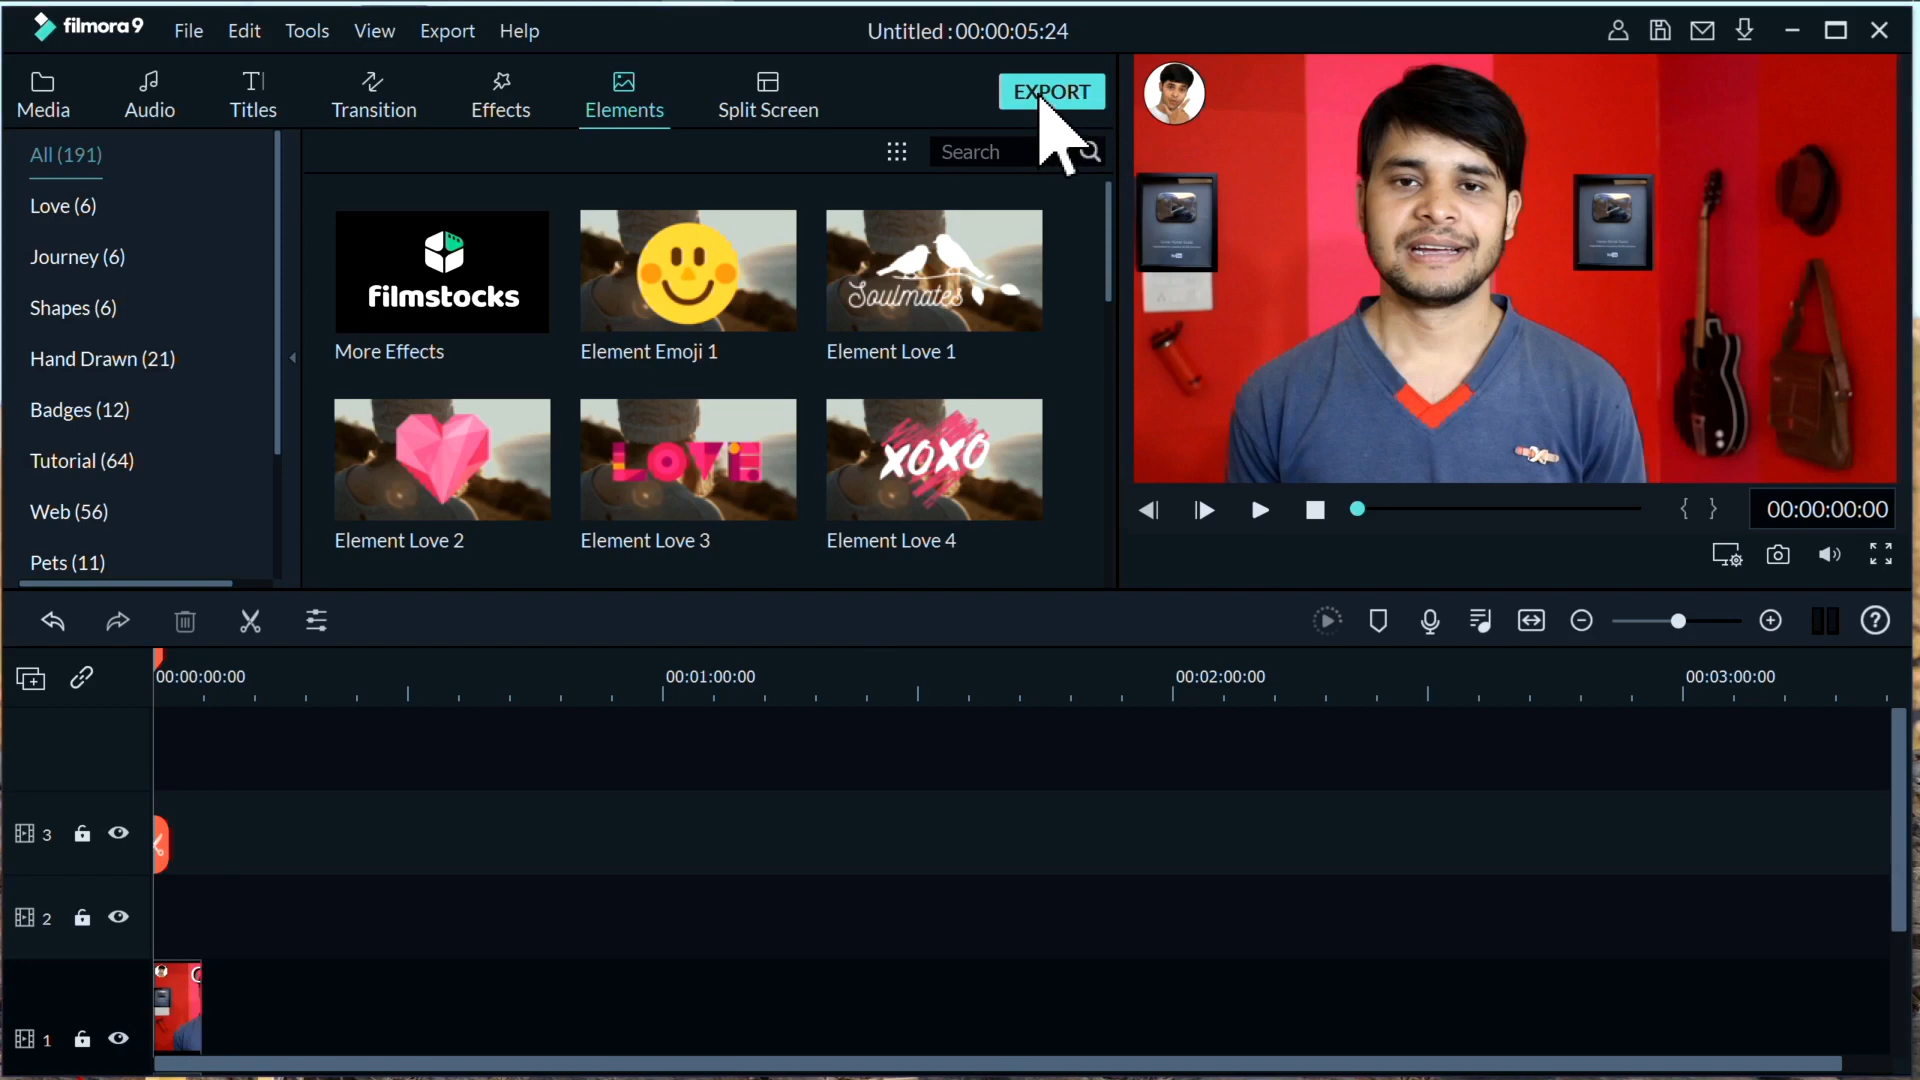 filmora 9 File Edit Tools View Export Help Untitled : 00:00:05:24
Media Audio Titles Transition Effects Elements Split Screen EXPORT
All (191)
Search
Love (6)
Journey (6)
Shapes (6)
Hand Drawn (21)
Badges (12)
Tutorial (64)
Web (56)
Pets (11)
filmstocks
Soulmates
More Effects Element Emoji 1 Element Love 1
LOVE
XOXO
Element Love 2 Element Love 3 Element Love 4
00:00:00:00
00:00:00:00 00:01:00:00 00:02:00:00 00:03:00:00
3
2
1